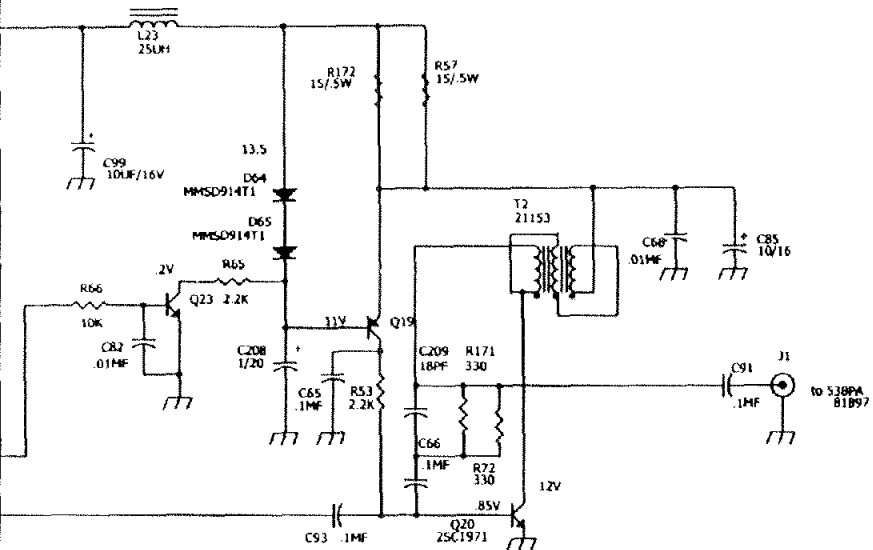 L23
25UH
R172
15/.5W
R57
15/.5W
C99
10UF/16V
13.5
D64
MMSD914T1
D65
MMSD914T1
T2
21153
C68
.01MF
C85
10/16
.2V
R65
2.2K
Q23
R66
10K
C82
.01MF
11V
Q19
C208
1/20
C65
.1MF
R53
2.2K
C209
18PF
R171
330
C66
.1MF
R72
330
C91
.1MF
J1
to 538PA
81B97
12V
.85V
Q20
2SC1971
C93 .1MF